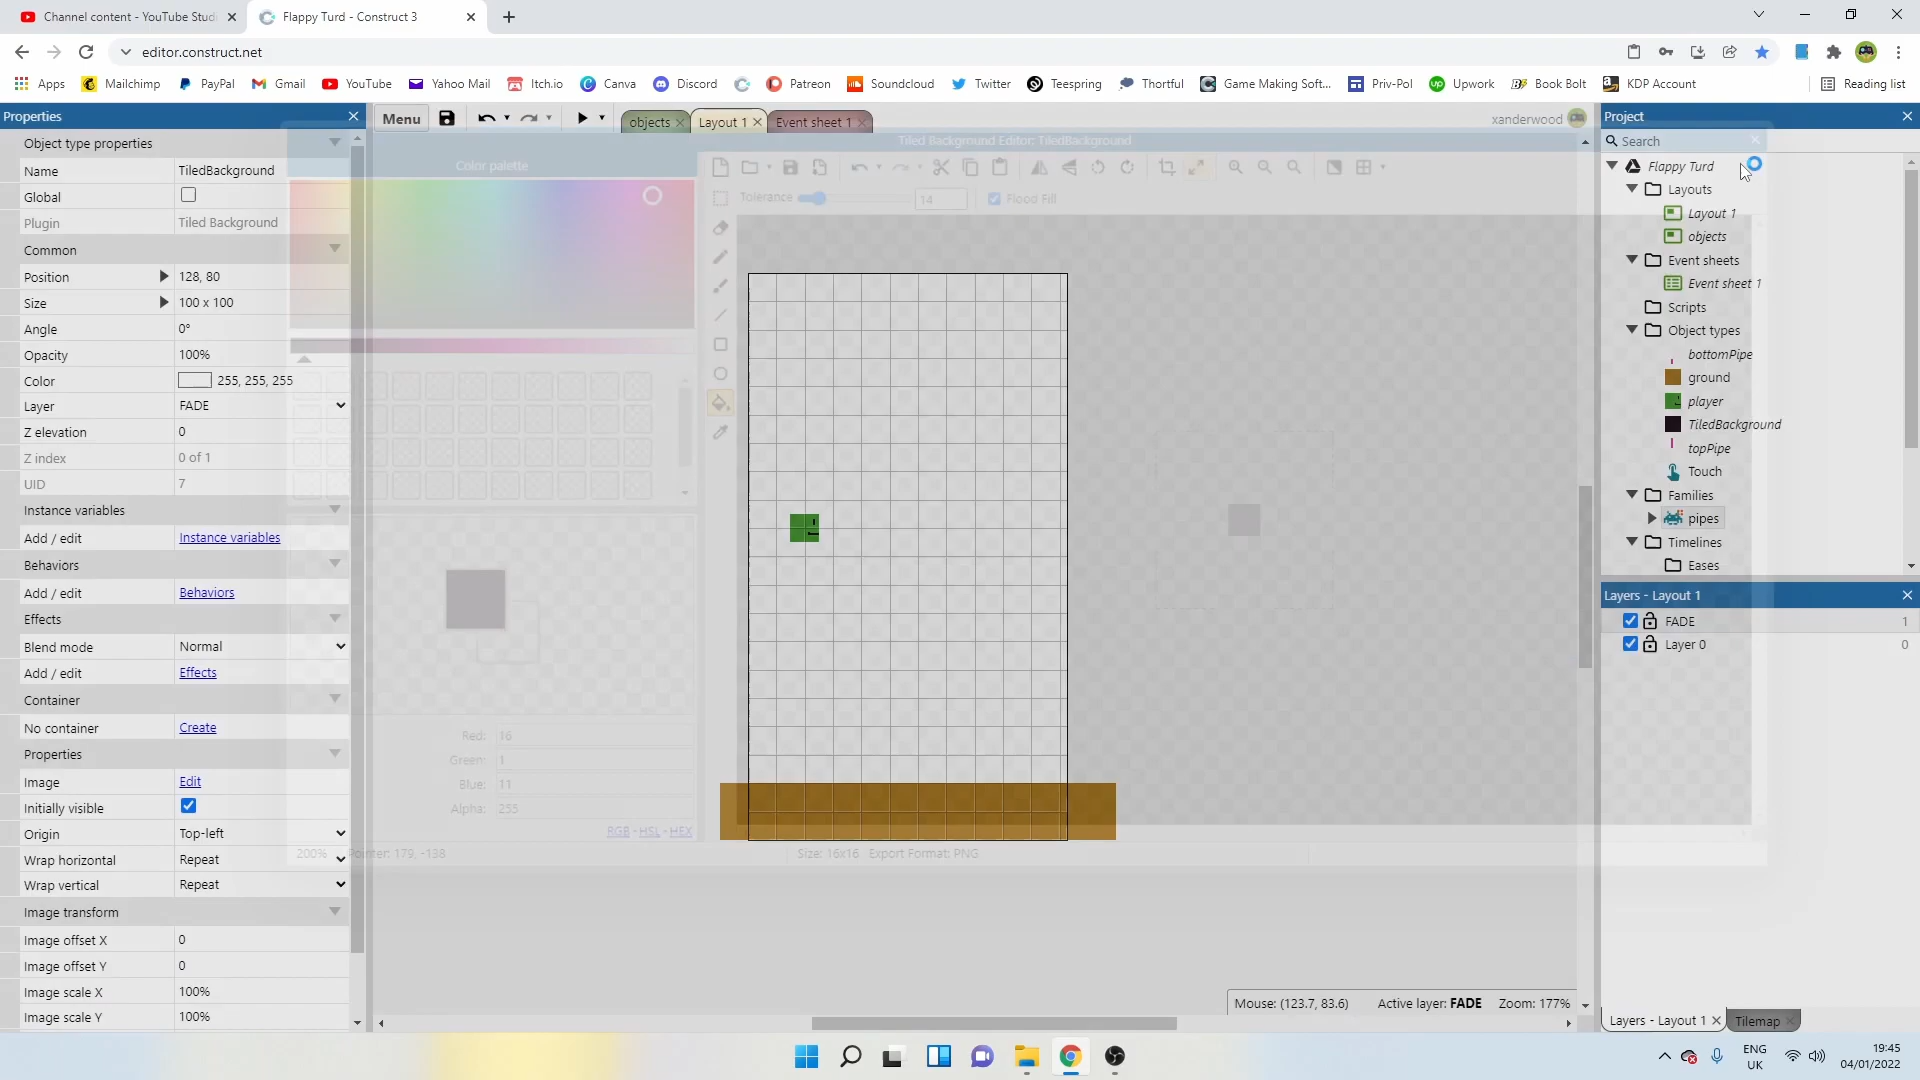 Channel content - YouTube Studi
Flappy Turd - Construct 3
editor.construct.net
Apps
Mailchimp
PayPal
Gmail
YouTube
Yahoo Mail
Itch.io
Canva
Discord
Patreon
Soundcloud
Twitter
Teespring
Thortful
Game Making Soft...
Priv-Pol
Upwork
Book Bolt
KDP Account
Reading list
Properties
Object type properties
Name TiledBackground
Global
Plugin Tiled Background
Common
Position 128, 80
Size 100 x 100
Angle 0°
Opacity 100%
Color 255, 255, 255
Layer FADE
Z elevation 0
Z index 0 of 1
UID 7
Instance variables
Add / edit Instance variables
Behaviors
Add / edit Behaviors
Effects
Blend mode Normal
Add / edit Effects
Container
No container Create
Properties
Image Edit
Initially visible
Origin Top-left
Wrap horizontal Repeat
Wrap vertical Repeat
Image transform
Image offset X 0
Image offset Y 0
Image scale X 100%
Image scale Y 100%
Menu
objects
Layout 1
Event sheet 1
xanderwood
Tiled Background Editor: TiledBackground
Color palette
Tolerance 14 Flood Fill
Red: 16
Green: 1
Blue: 11
Alpha: 255
RGB - HSL - HEX
200% Pointer: 179, -138 Size: 16x16 Export Format: PNG
Mouse: (123.7, 83.6) Active layer: FADE Zoom: 177%
Project
Search
Flappy Turd
Layouts
Layout 1
objects
Event sheets
Event sheet 1
Scripts
Object types
bottomPipe
ground
player
TiledBackground
topPipe
Touch
Families
pipes
Timelines
Eases
Layers - Layout 1
FADE 1
Layer 0 0
Layers - Layout 1
Tilemap
ENG
UK
19:45
04/01/2022